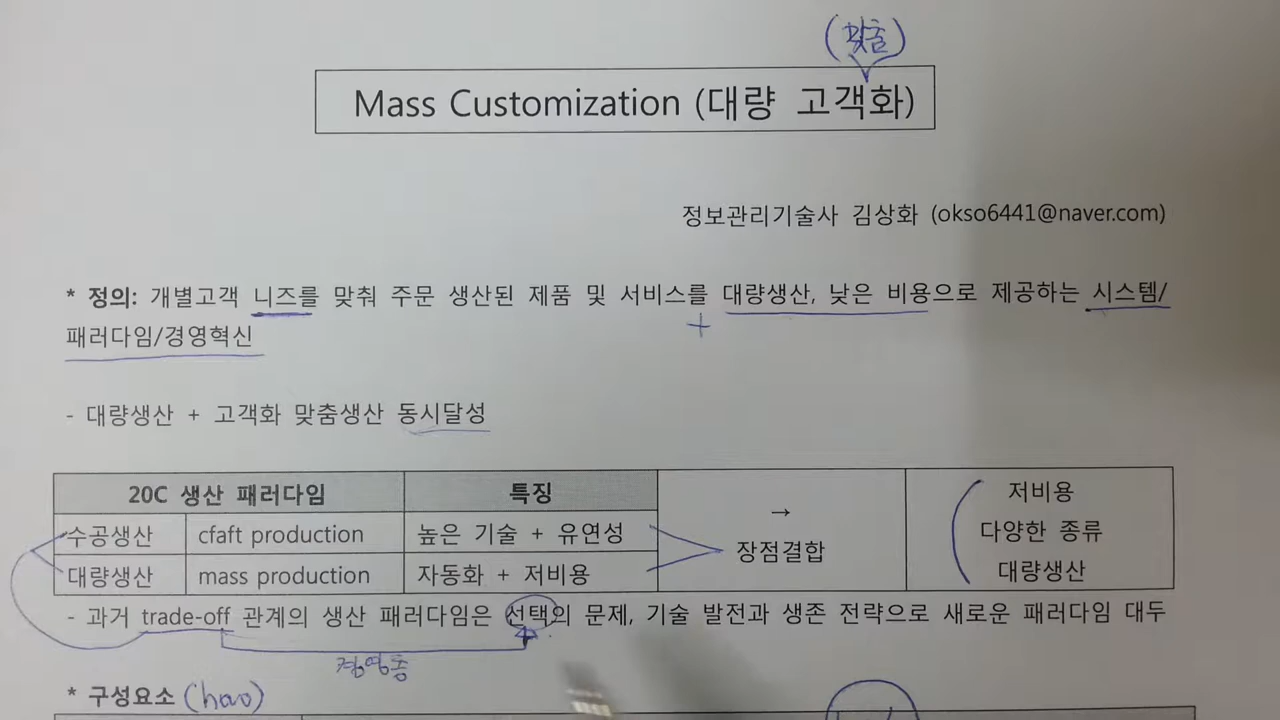 (맞춤)
Mass Customization (대량 고객화)
정보관리기술사 김상화 (okso6441@naver.com)
* 정의: 개별고객 니즈를 맞춰 주문 생산된 제품 및 서비스를 대량생산, 낮은 비용으로 제공하는 시스템/
+
패러다임/경영혁신
- 대량생산 + 고객화 맞춤생산 동시달성
20C 생산 패러다임 특징
수공생산 cfaft production 높은 기술 + 유연성
대량생산 mass production 자동화 + 저비용
→
장점결합
저비용
다양한 종류
대량생산
- 과거 trade-off 관계의 생산 패러다임은 선택의 문제, 기술 발전과 생존 전략으로 새로운 패러다임 대두
* 구성요소